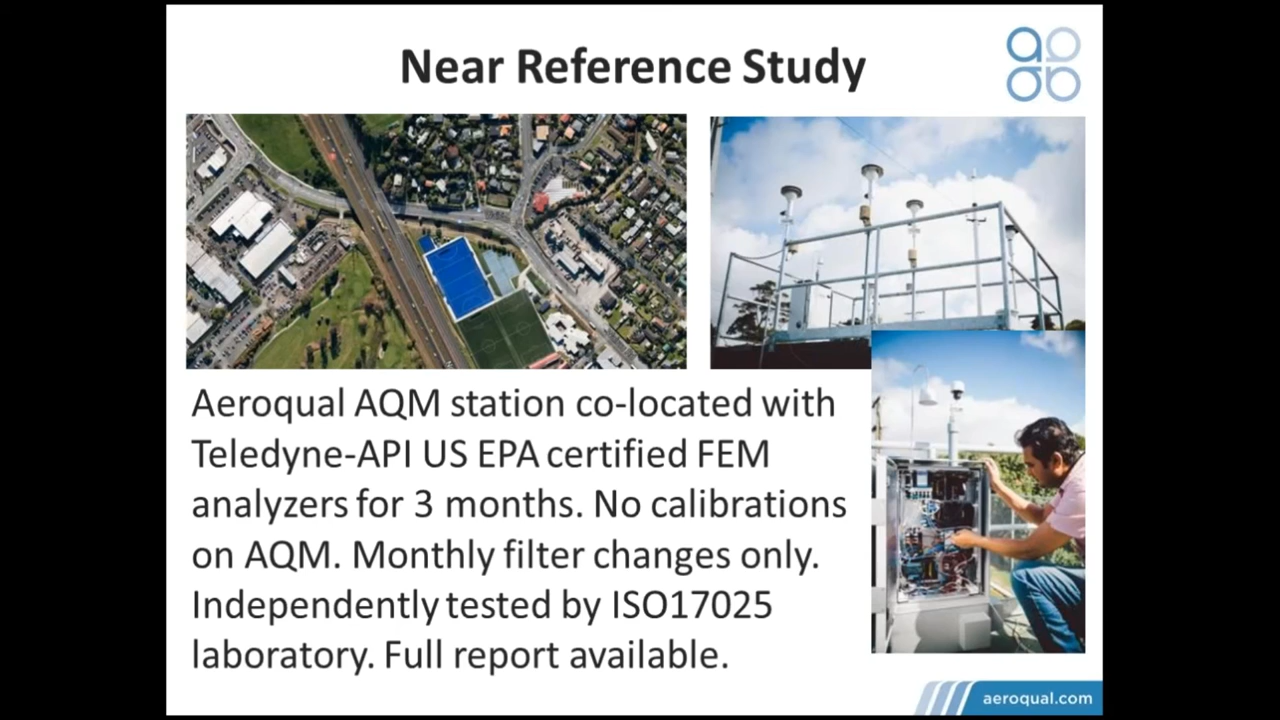 Near Reference Study
Aeroqual AQM station co-located with
Teledyne-API US EPA certified FEM
analyzers for 3 months. No calibrations
on AQM. Monthly filter changes only.
Independently tested by ISO17025
laboratory. Full report available.
aeroqual.com